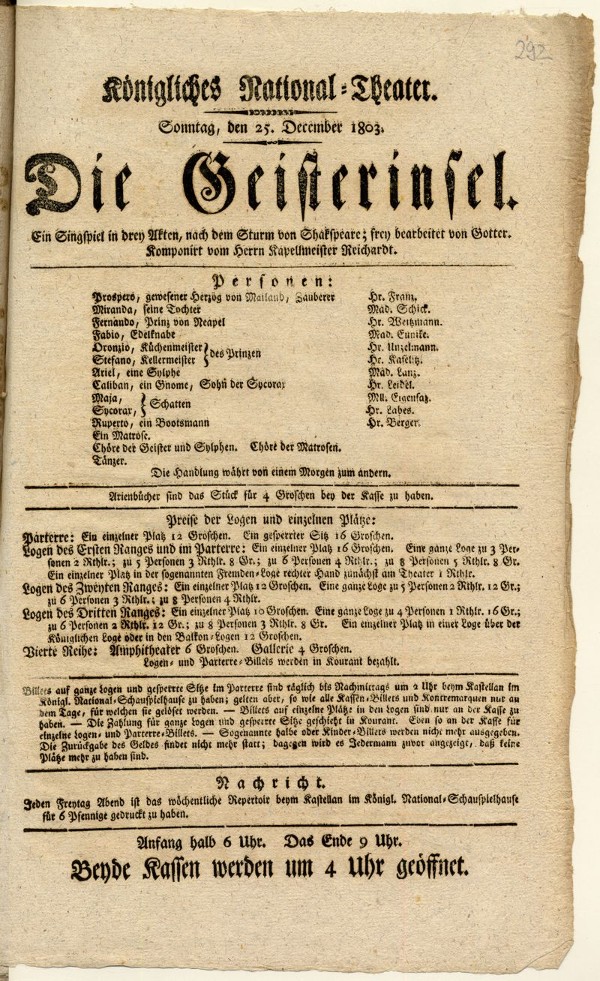 292
Königliches National-Theater.
Sonntag, den 25. December 1803.
Die Geisterinsel.
Ein Singspiel in drey Akten, nach dem Sturm von Shakspeare; frey bearbeitet von Gotter.
Komponirt vom Herrn Kapellmeister Reichardt.
Personen:
Prospero, gewesener Herzog von Mailand, Zauberer Hr. Franz.
Miranda, seine Tochter Mad. Schick.
Fernando, Prinz von Neapel Hr. Weitzmann.
Fabio, Edelknabe Mad. Eunike.
Oronzio, Küchenmeister } des Prinzen Hr. Unzelmann.
Stefano, Kellermeister Hr. Kaselitz.
Ariel, eine Sylphe Mad. Lanz.
Caliban, ein Gnome, Sohn der Sycorax Hr. Leidel.
Maja, } Schatten Mll. Eigensatz.
Sycorax, Hr. Labes.
Ruperto, ein Bootsmann Hr. Berger.
Ein Matrose.
Chöre der Geister und Sylphen. Chöre der Matrosen.
Tänzer.
Die Handlung währt von einem Morgen zum andern.
Arienbücher sind das Stück für 4 Groschen bey der Kasse zu haben.
Preise der Logen und einzelnen Plätze:
Parterre: Ein einzelner Platz 12 Groschen. Ein gesperrter Sitz 16 Groschen.
Logen des Ersten Ranges und im Parterre: Ein einzelner Platz 16 Groschen. Eine ganze Loge zu 3 Per-
sonen 2 Rthlr.; zu 5 Personen 3 Rthlr. 8 Gr.; zu 6 Personen 4 Rthlr.; zu 8 Personen 5 Rthlr. 8 Gr.
Ein einzelner Platz in der sogenannten Fremden-Loge rechter Hand zunächst am Theater 1 Rthlr.
Logen des Zweyten Ranges: Ein einzelner Platz 12 Groschen. Eine ganze Loge zu 5 Personen 2 Rthlr. 12 Gr.;
zu 6 Personen 3 Rthlr.; zu 8 Personen 4 Rthlr.
Logen des Dritten Ranges: Ein einzelner Platz 10 Groschen. Eine ganze Loge zu 4 Personen 1 Rthlr. 16 Gr.;
zu 6 Personen 2 Rthlr. 12 Gr.; zu 8 Personen 3 Rthlr. 8 Gr. Ein einzelner Platz in einer Loge über der
Königlichen Loge oder in den Balkon-Logen 12 Groschen.
Vierte Reihe: Amphitheater 6 Groschen. Gallerie 4 Groschen.
Logen- und Parterre-Billets werden in Kourant bezahlt.
Billets auf ganze Logen und gesperrte Sitze im Parterre sind täglich bis Nachmittags um 2 Uhr beym Kastellan im
Königl. National-Schauspielhause zu haben; gelten aber, so wie alle Kassen-Billets und Kontremarquen nur an
dem Tage, für welchen sie gelöset werden. — Billets auf einzelne Plätze in den Logen sind nur an der Kasse zu
haben. — Die Zahlung für ganze Logen und gesperrte Sitze geschieht in Kourant. Eben so an der Kasse für
einzelne Logen- und Parterre-Billets. — Sogenannte halbe oder Kinder-Billets werden nicht mehr ausgegeben.
Die Zurückgabe des Geldes findet nicht mehr statt; dagegen wird es Jedermann zuvor angezeigt, daß keine
Plätze mehr zu haben sind.
Nachricht.
Jeden Freytag Abend ist das wöchentliche Repertoir beym Kastellan im Königl. National-Schauspielhause
für 6 Pfennige gedruckt zu haben.
Anfang halb 6 Uhr. Das Ende 9 Uhr.
Beyde Kassen werden um 4 Uhr geöffnet.